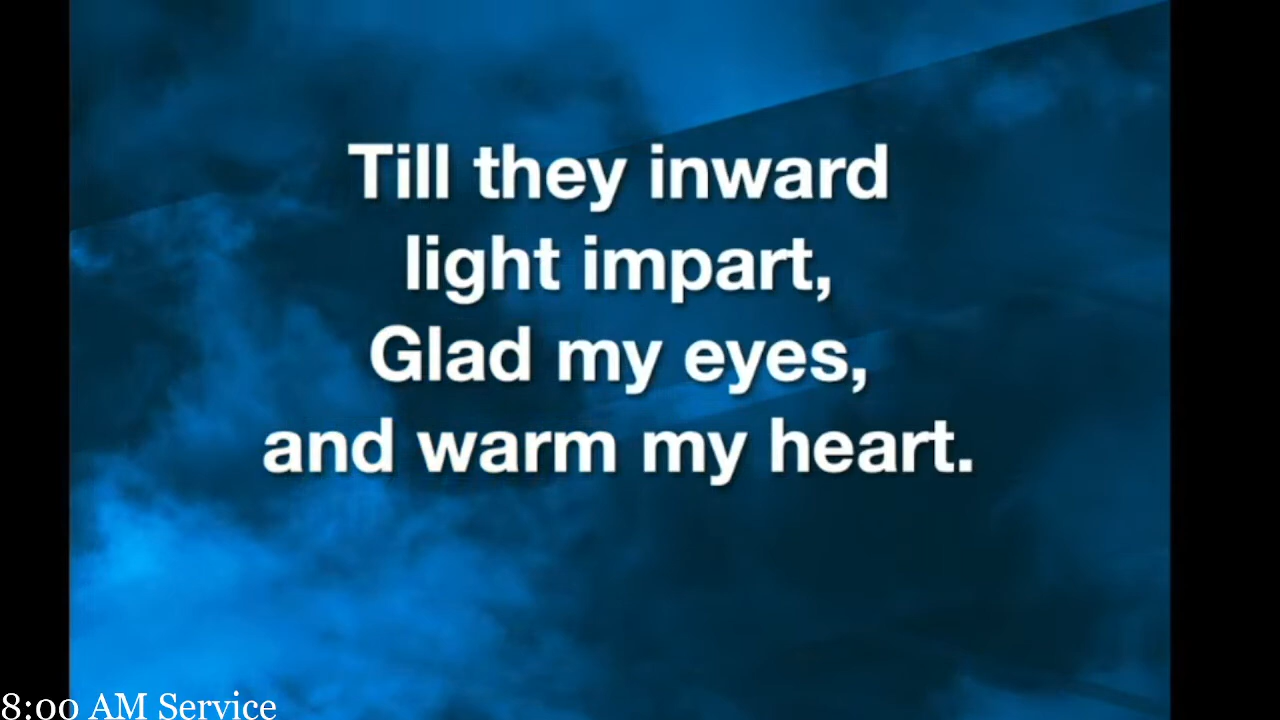 Till they inward
light impart,
Glad my eyes,
and warm my heart.
8:00 AM Service